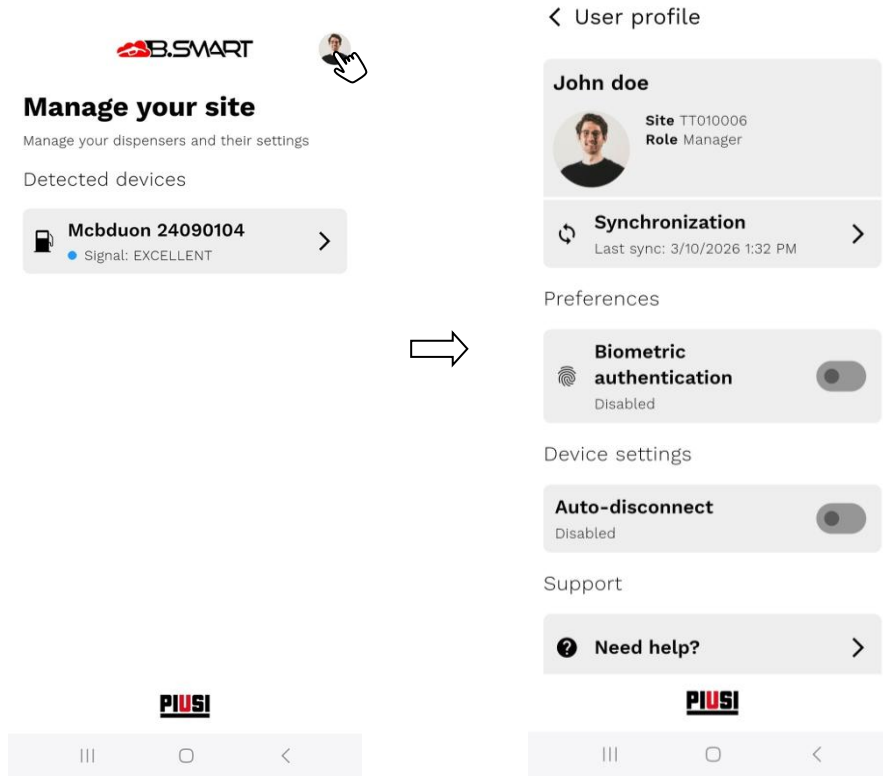 B.SMART
Manage your site
Manage your dispensers and their settings
Detected devices
Mcbduon 24090104
Signal: EXCELLENT
PIUSI
User profile
John doe
Site TT010006
Role Manager
Synchronization
Last sync: 3/10/2026 1:32 PM
Preferences
Biometric
authentication
Disabled
Device settings
Auto-disconnect
Disabled
Support
Need help?
PIUSI